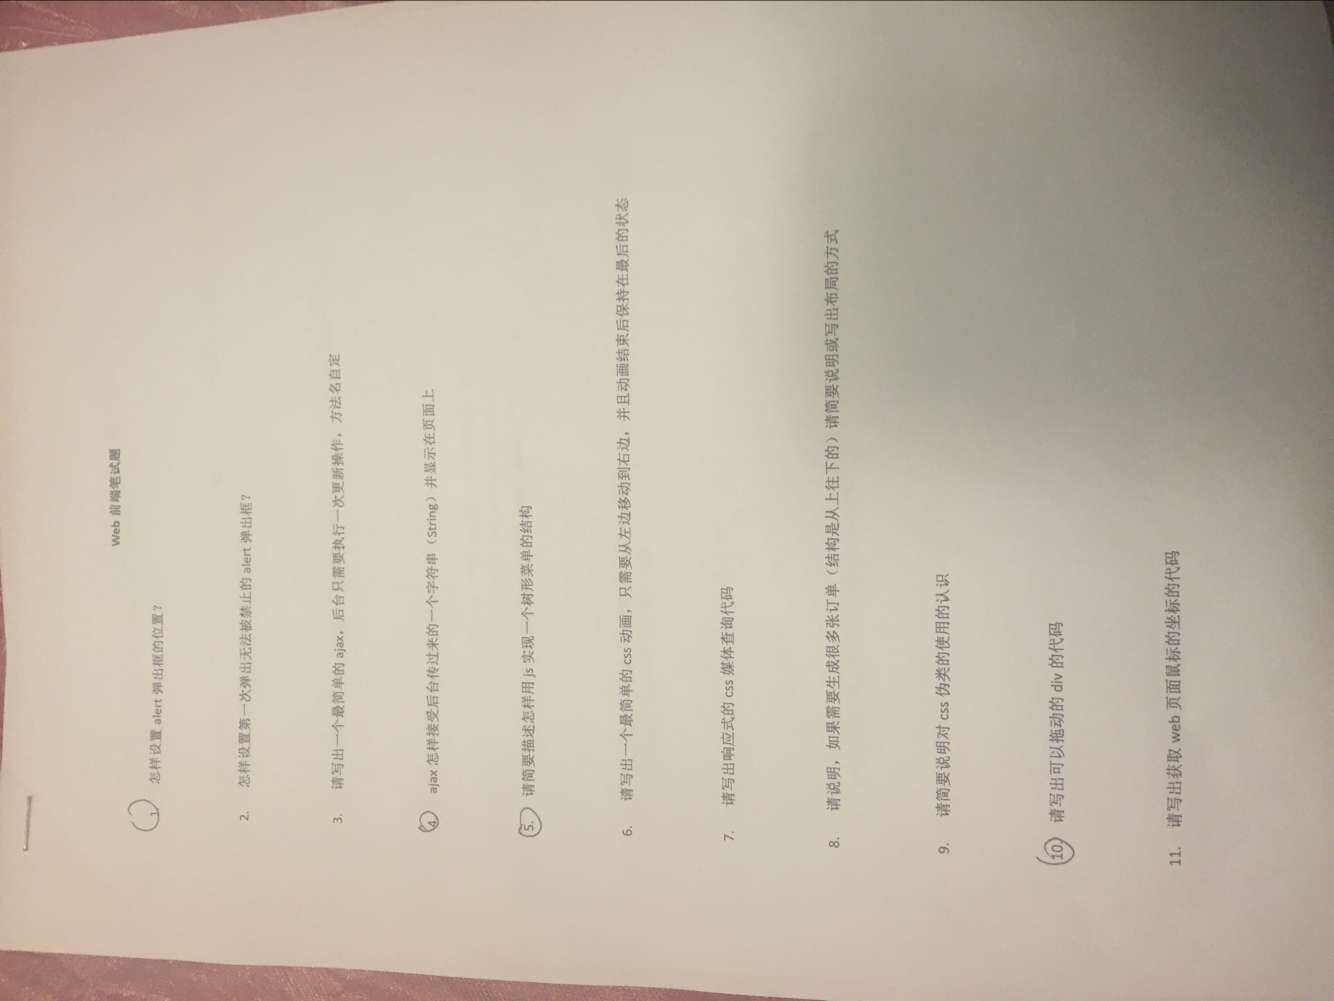 Web 前端笔试题
1. 怎样设置 alert 弹出框的位置?
2. 怎样设置第一次弹出无法被禁止的 alert 弹出框?
3. 请写出一个最简单的 ajax，后台只需要执行一次更新操作，方法名自定
4. ajax 怎样接受后台传过来的一个字符串（String）并显示在页面上
5. 请简要描述怎样用 js 实现一个树形菜单的结构
6. 请写出一个最简单的 css 动画，只需要从左边移动到右边，并且动画结束后保持在最后的状态
7. 请写出响应式的 css 媒体查询代码
8. 请说明，如果需要生成很多张订单（结构是从上往下的）请简要说明或写出布局的方式
9. 请简要说明对 css 伪类的使用的认识
10. 请写出可以拖动的 div 的代码
11. 请写出获取 web 页面鼠标的坐标的代码